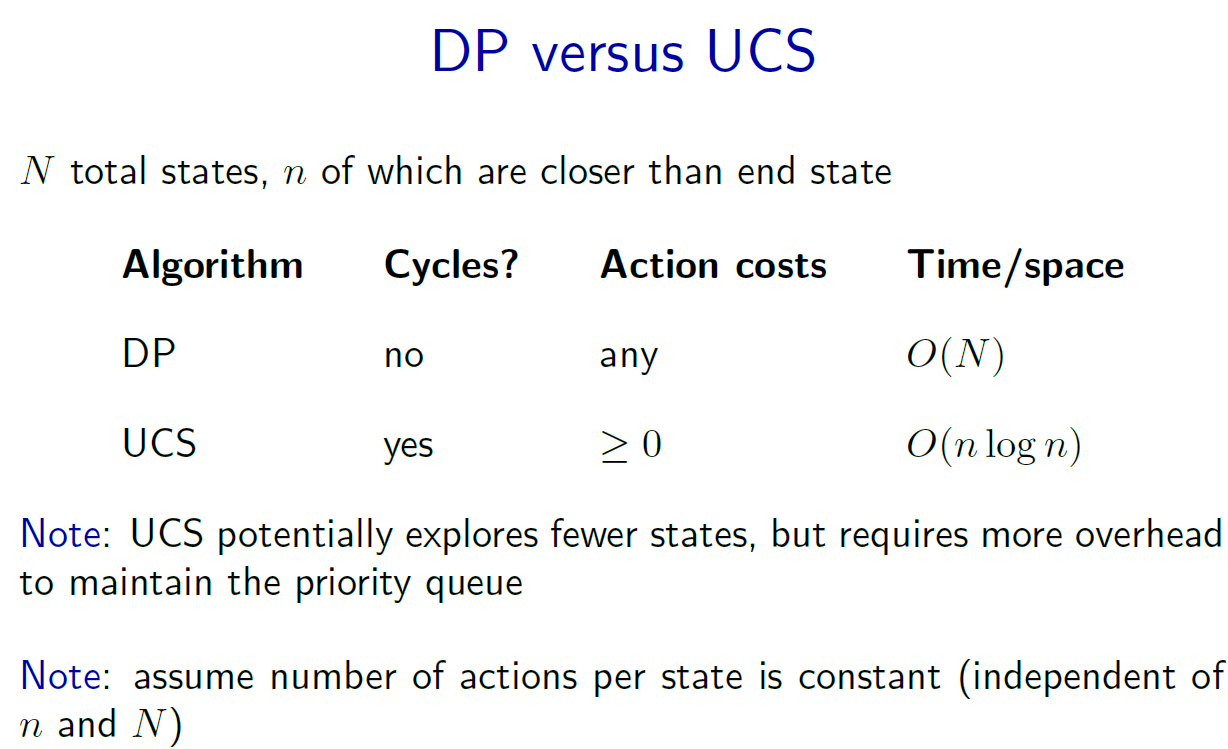 DP versus UCS
N total states, n of which are closer than end state
Algorithm Cycles? Action costs Time/space
DP no any O(N)
UCS yes ≥ 0 O(n log n)
Note: UCS potentially explores fewer states, but requires more overhead
to maintain the priority queue
Note: assume number of actions per state is constant (independent of
n and N)